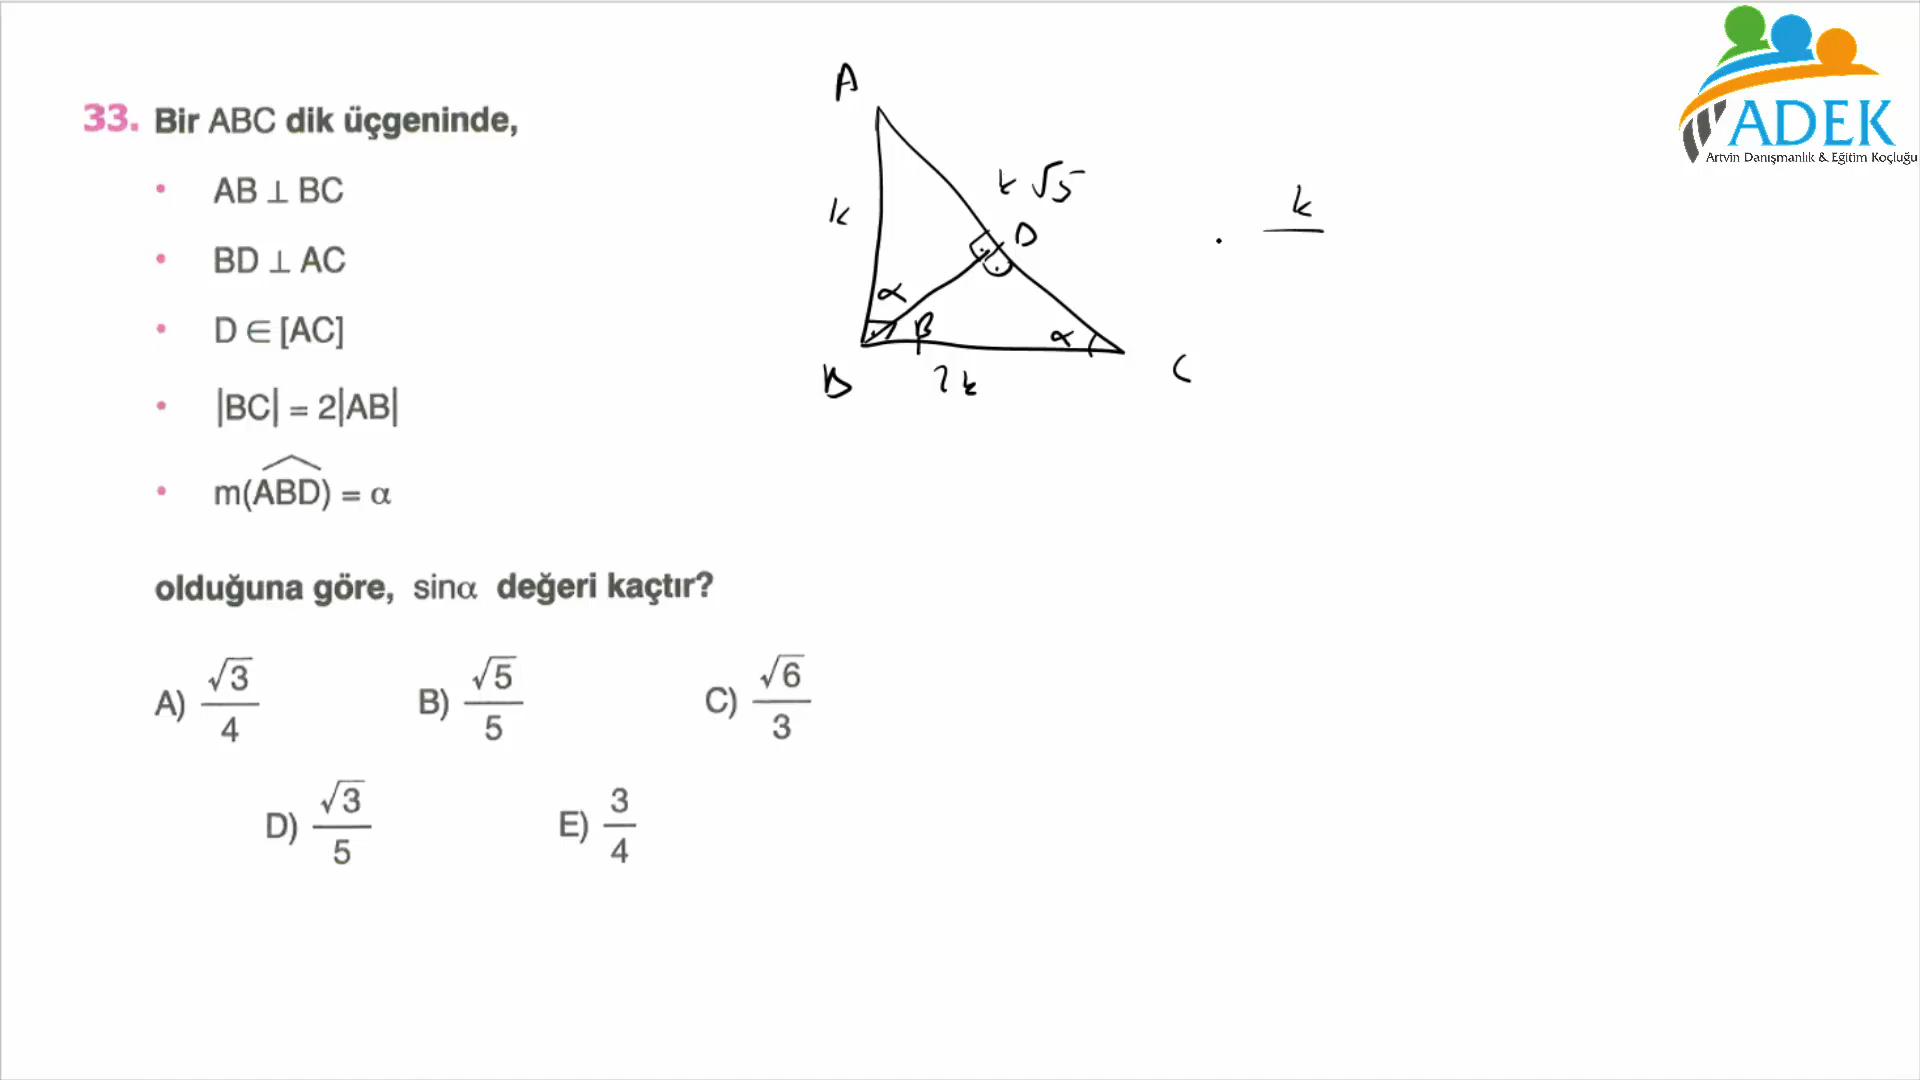 33. Bir ABC dik üçgeninde,
• AB ⊥ BC
• BD ⊥ AC
• D ∈ [AC]
• |BC| = 2|AB|
• m(ABD) = α
olduğuna göre, sinα değeri kaçtır?
A) √3/4 B) √5/5 C) √6/3
D) √3/5 E) 3/4
A
k √5
k
D
α
β
α
B
2k
C
k
ADEK
Artvin Danışmanlık & Eğitim Koçluğu